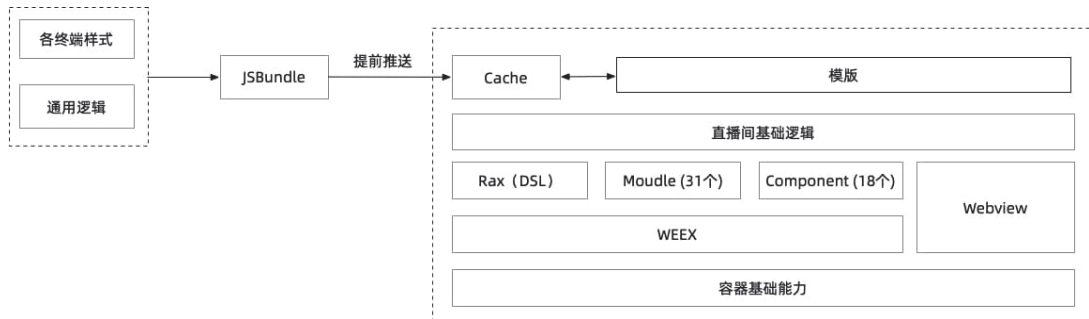 各终端样式
通用逻辑
JSBundle
提前推送
Cache
模版
直播间基础逻辑
Rax（DSL）
Moudle (31个)
Component (18个)
Webview
WEEX
容器基础能力